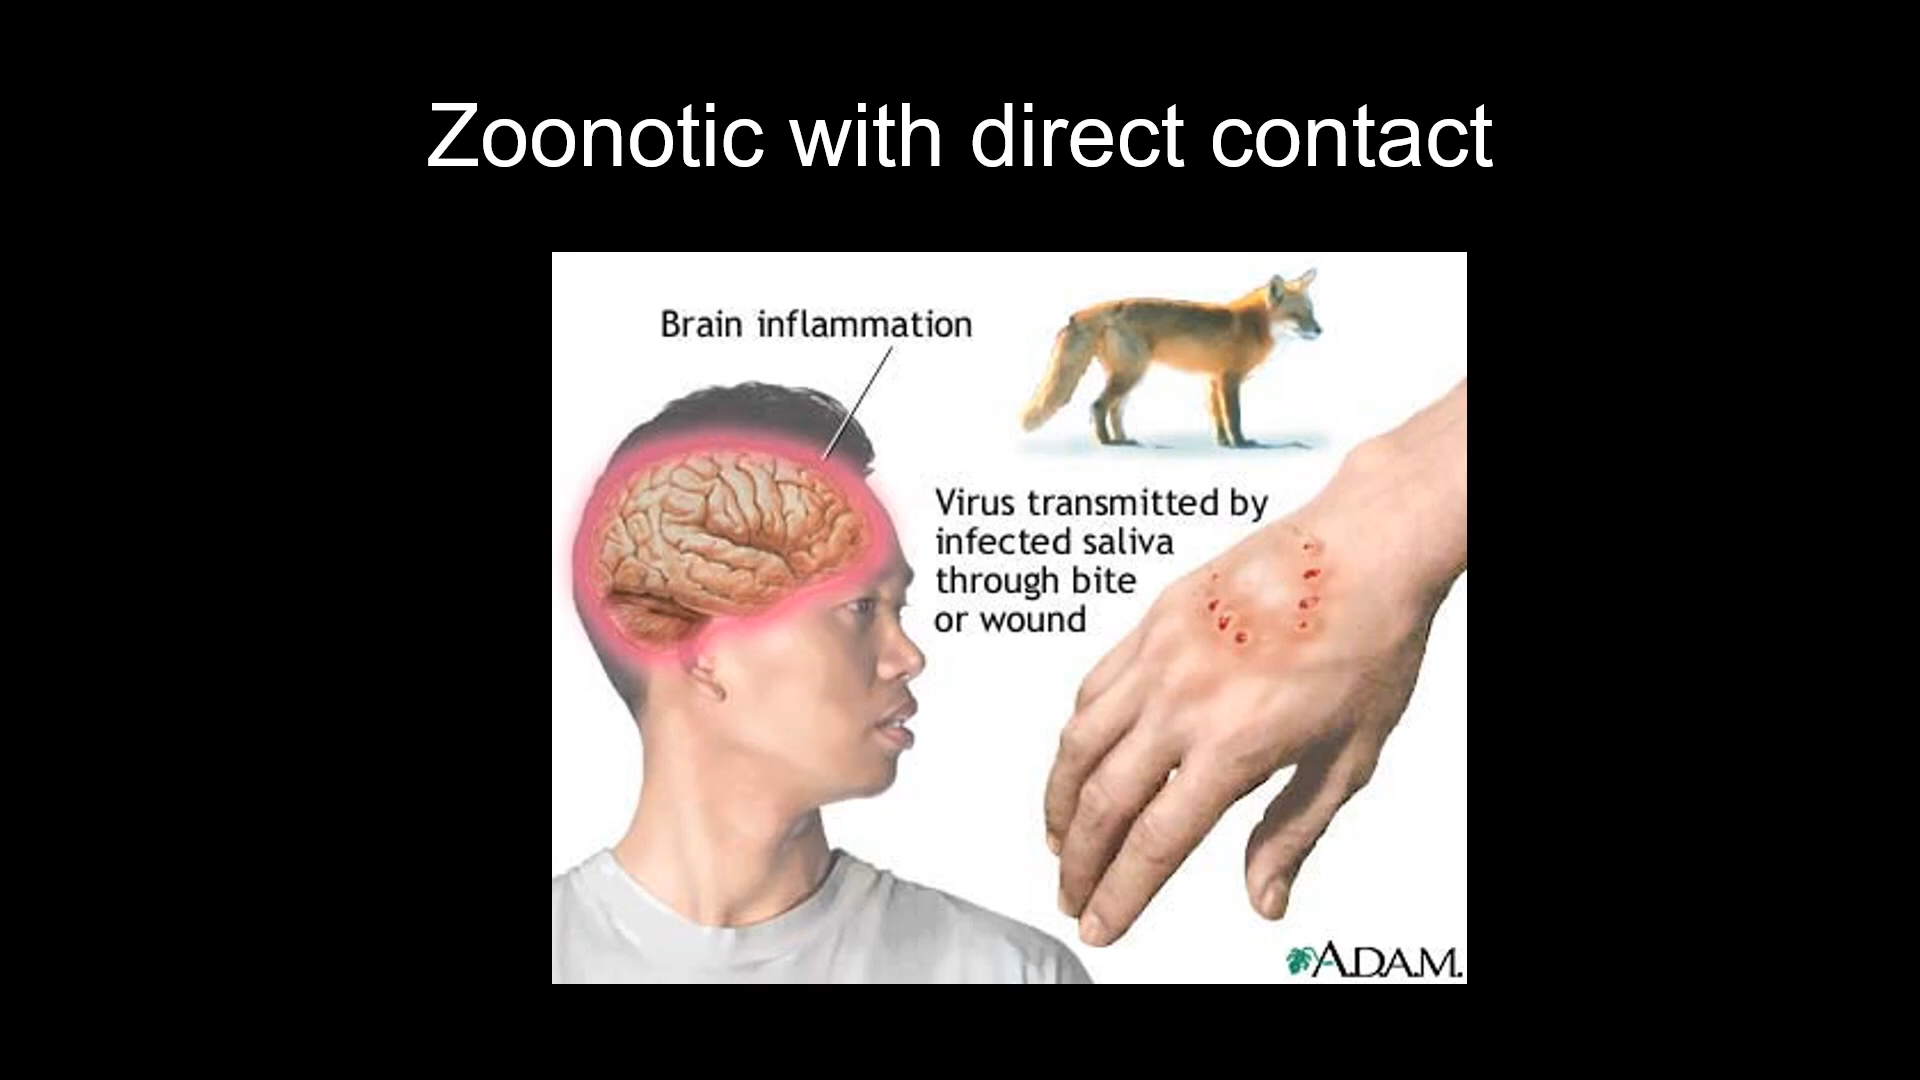 Zoonotic with direct contact
Brain inflammation
Virus transmitted by
infected saliva
through bite
or wound
A.D.A.M.